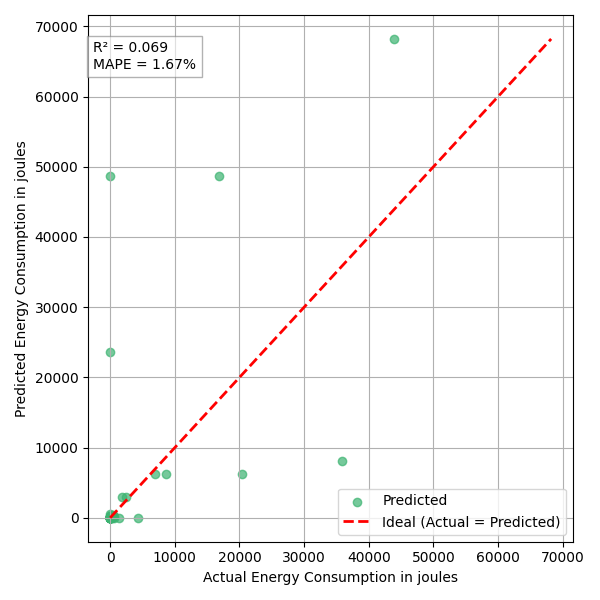 R² = 0.069
MAPE = 1.67%
70000
60000
50000
40000
30000
20000
10000
0
Predicted Energy Consumption in joules
Predicted
Ideal (Actual = Predicted)
0 10000 20000 30000 40000 50000 60000 70000
Actual Energy Consumption in joules